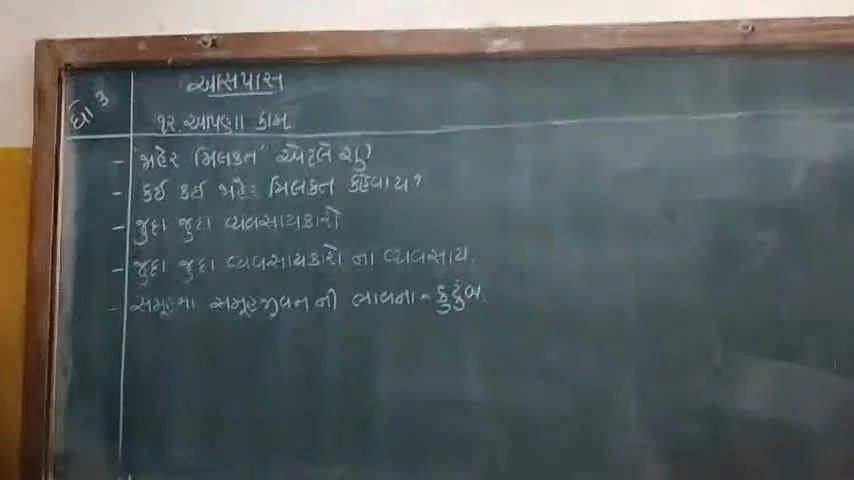 ધો 3
આસપાસ
૧૨. આપણા કામ.
- 'જાહેર મિલકત' એટલે શું?
- કઈ કઈ જાહેર મિલકત કહેવાય?
- જુદા જુદા વ્યવસાયકારો
- જુદા જુદા વ્યવસાયકારો ના વ્યવસાય.
- સમૂહમા સમૂહજીવન ની ભાવના - કુટુંબ.